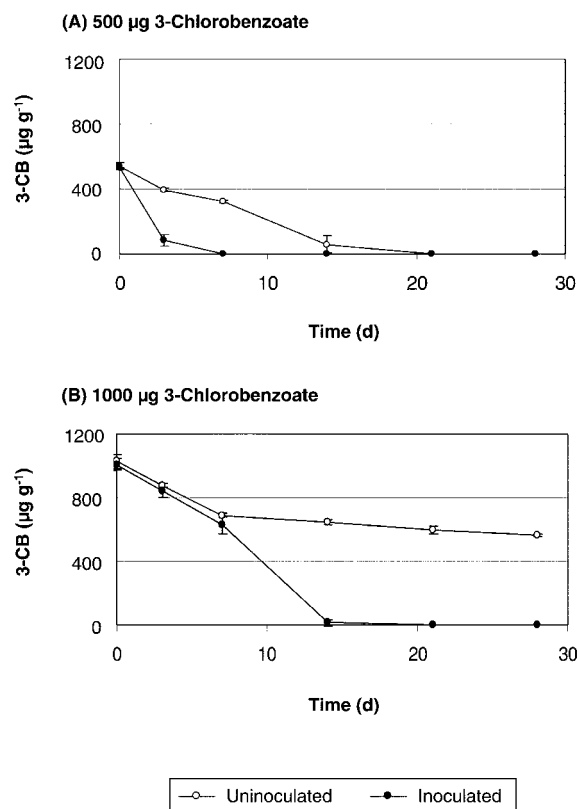 (A) 500 µg 3-Chlorobenzoate
1200
800
400
0
3-CB (µg g⁻¹)
0 10 20 30
Time (d)
(B) 1000 µg 3-Chlorobenzoate
1200
800
400
0
3-CB (µg g⁻¹)
0 10 20 30
Time (d)
Uninoculated Inoculated